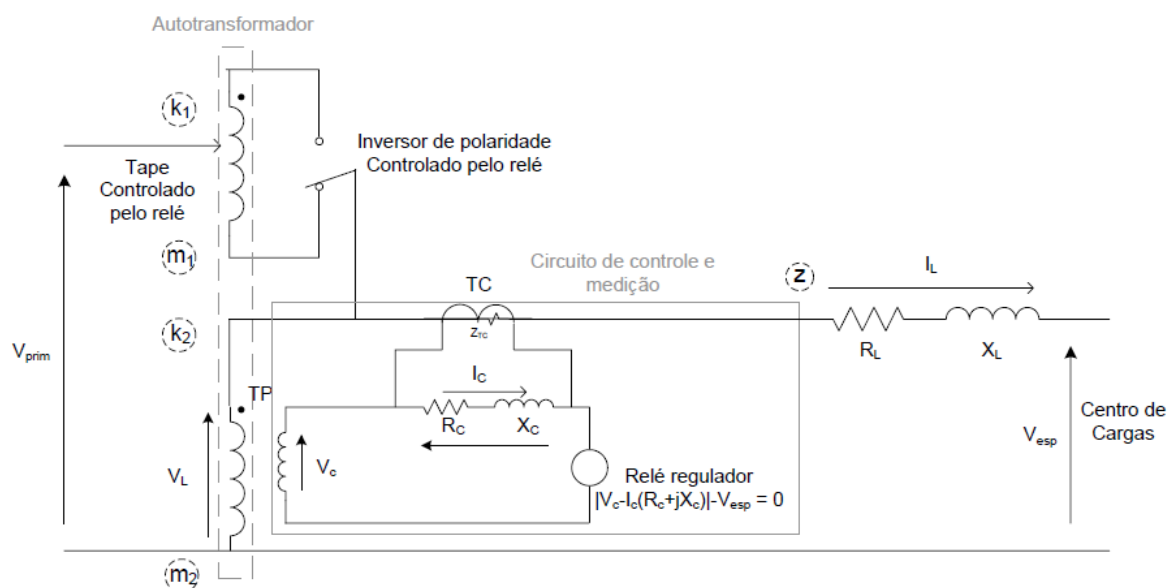 Autotransformador
k1
Inversor de polaridade
Controlado pelo relé
Tape
Controlado
pelo relé
m1
Circuito de controle e
medição
TC
z
IL
k2
zTC
RL
XL
Vprim
TP
IC
RC
XC
Centro de
Cargas
Vesp
VL
Vc
Relé regulador
|Vc-Ic(Rc+jXc)|-Vesp = 0
m2